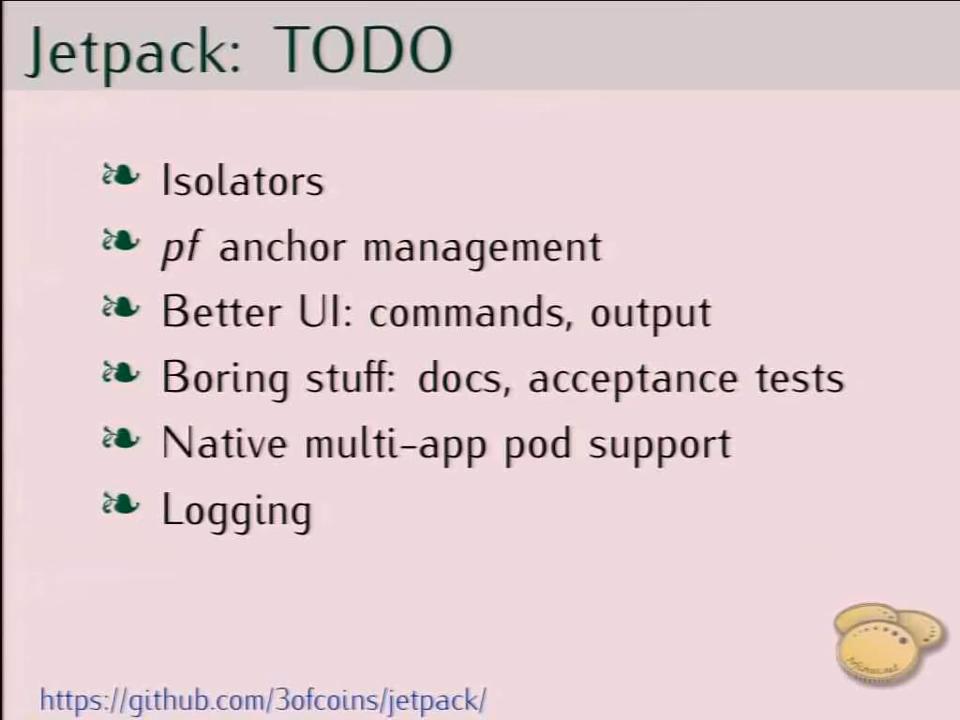 Jetpack: TODO
Isolators
pf anchor management
Better UI: commands, output
Boring stuff: docs, acceptance tests
Native multi-app pod support
Logging
https://github.com/3ofcoins/jetpack/